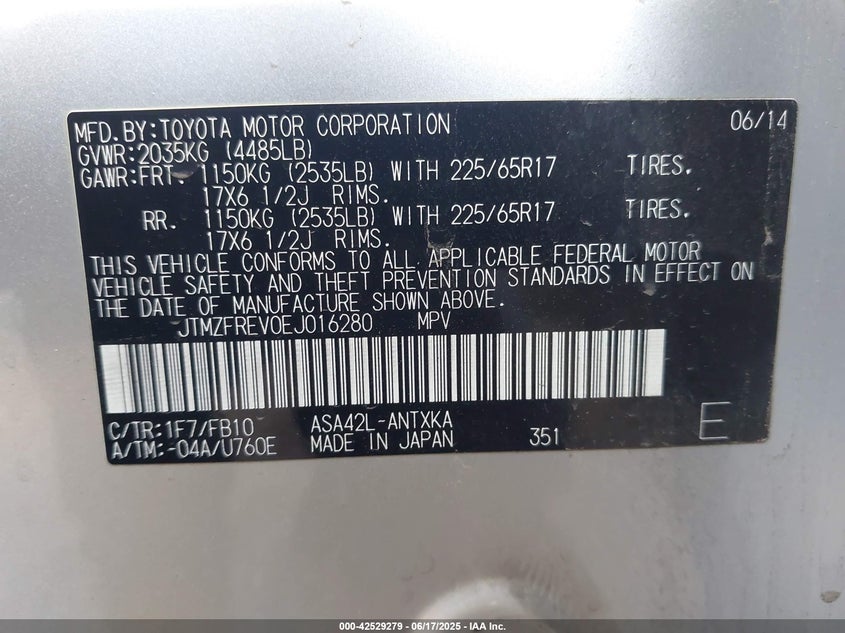 MFD.BY:TOYOTA MOTOR CORPORATION 06/14
GVWR:2035KG (4485LB)
GAWR:FRT. 1150KG (2535LB) WITH 225/65R17 TIRES.
17X6 1/2J RIMS.
RR. 1150KG (2535LB) WITH 225/65R17 TIRES.
17X6 1/2J RIMS.
THIS VEHICLE CONFORMS TO ALL APPLICABLE FEDERAL MOTOR
VEHICLE SAFETY AND THEFT PREVENTION STANDARDS IN EFFECT ON
THE DATE OF MANUFACTURE SHOWN ABOVE.
JTMZFREV0EJ016280 MPV
C/TR:1F7/FB10 ASA42L-ANTXKA
A/TM:-04A/U760E MADE IN JAPAN 351 E
000-42529279 - 06/17/2025 - IAA Inc.